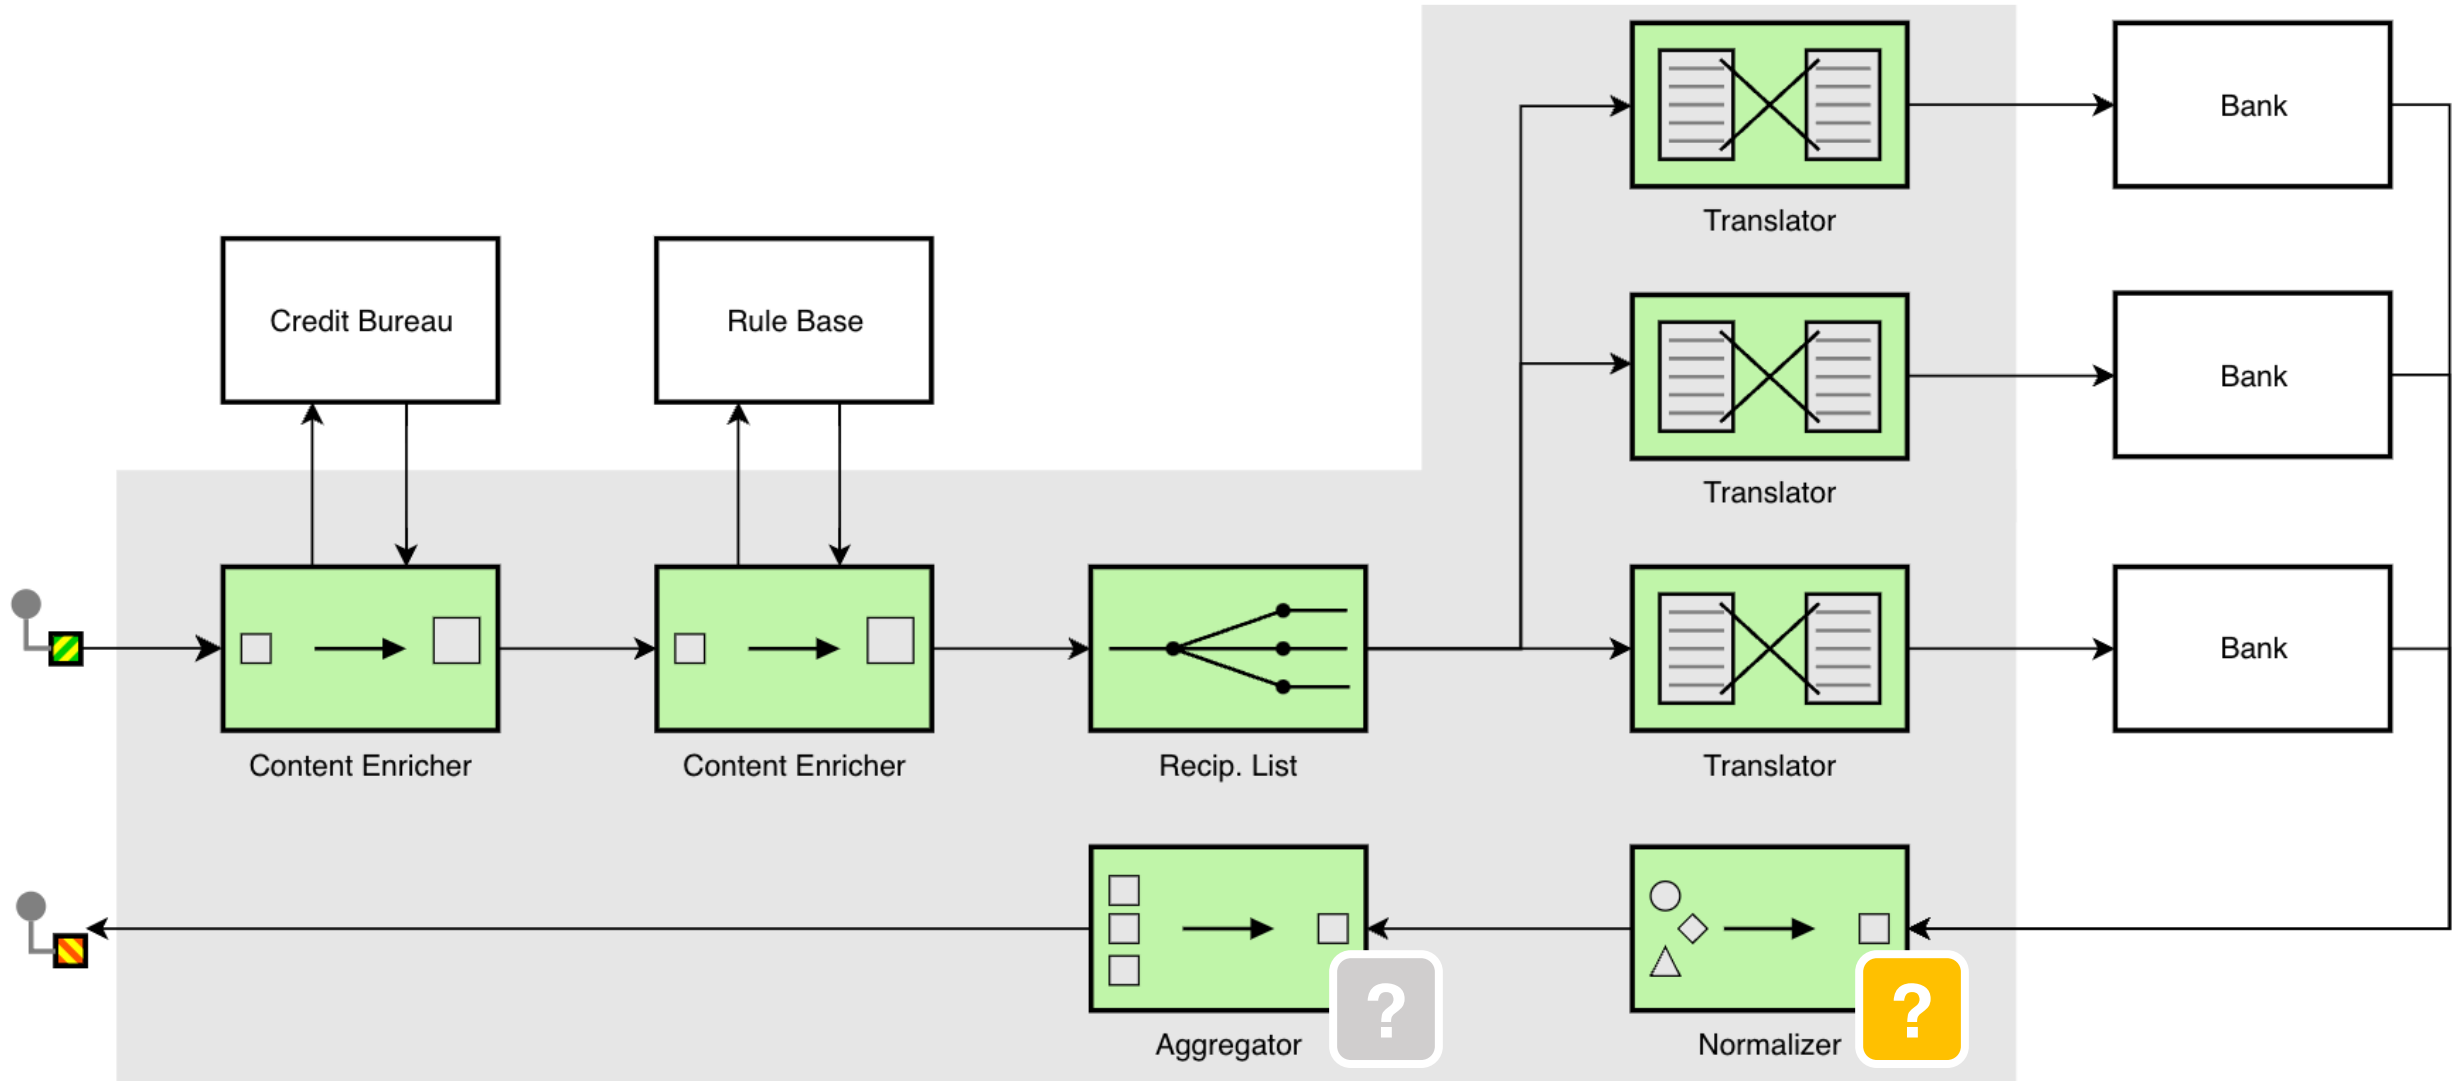 Bank
Translator
Credit Bureau
Rule Base
Bank
Translator
Bank
Content Enricher
Content Enricher
Recip. List
Translator
?
?
Aggregator
Normalizer